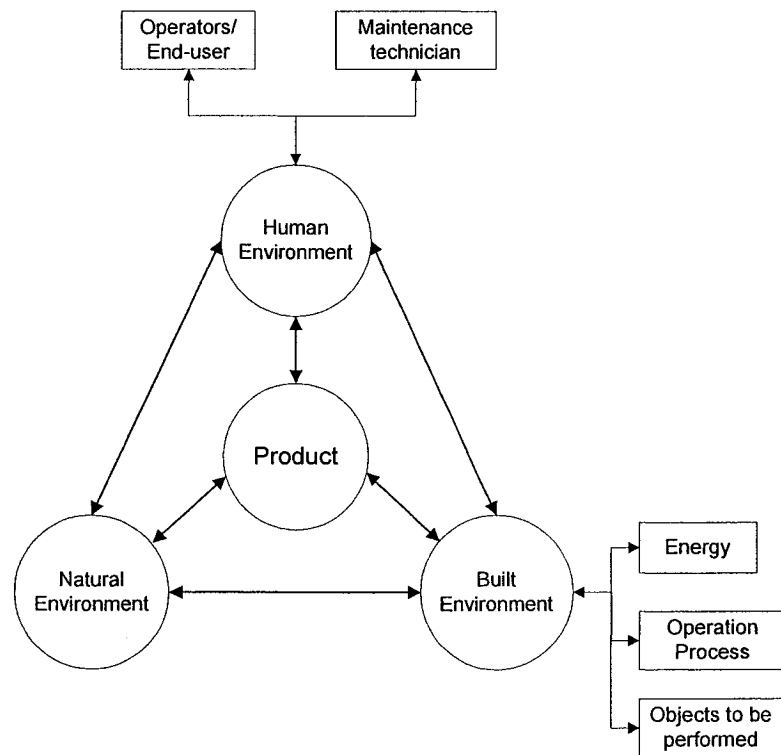 Operators/
End-user
Maintenance
technician
Human
Environment
Product
Natural
Environment
Built
Environment
Energy
Operation
Process
Objects to be
performed